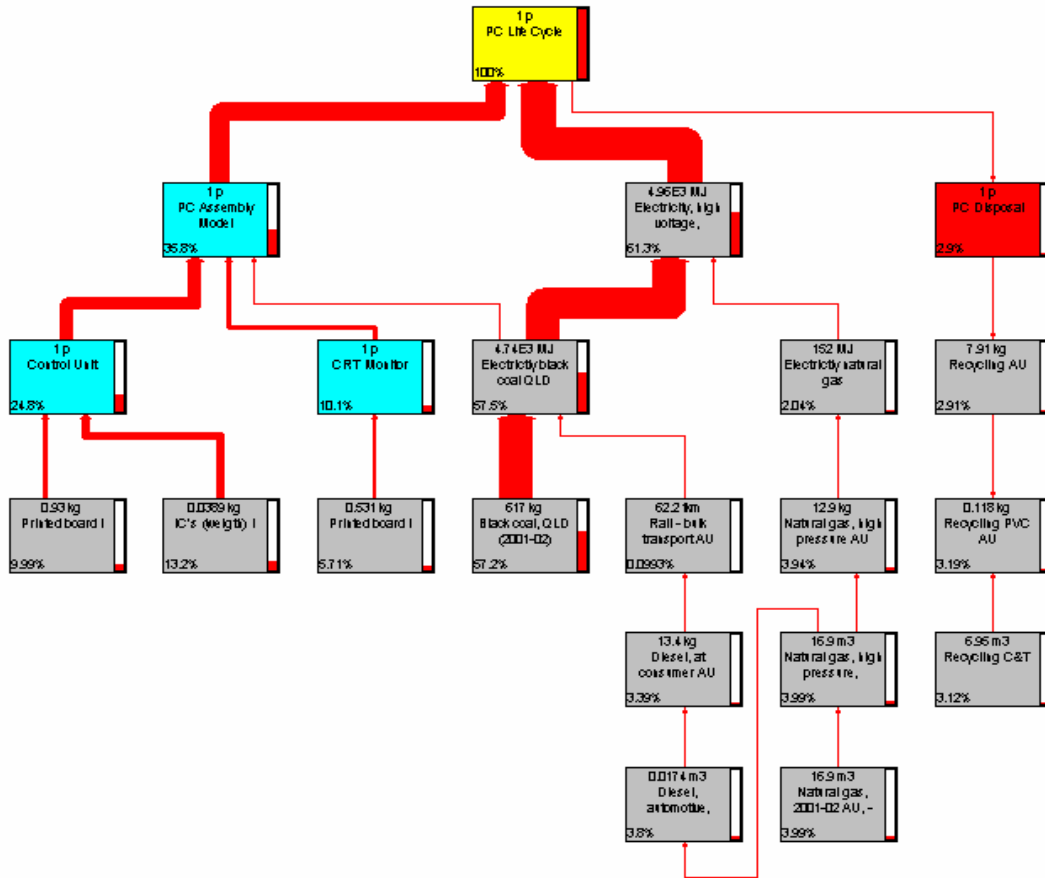 1 p
PC Life Cycle
100%
1 p
PC Assembly
Model
35.8%
4.96E3 MJ
Electricity, high
voltage,
61.3%
1 p
PC Disposal
2.9%
1 p
Control Unit
24.8%
1 p
CRT Monitor
10.1%
4.74E3 MJ
Electricity black
coal QLD
57.5%
152 MJ
Electricity natural
gas
2.04%
7.91 kg
Recycling AU
2.91%
0.93 kg
Printed board I
9.99%
0.0389 kg
IC's (weigth) I
13.2%
0.531 kg
Printed board I
5.71%
617 kg
Black coal, QLD
(2001-02)
57.2%
62.2 tkm
Rail - bulk
transport AU
0.0993%
12.9 kg
Natural gas, high
pressure AU
3.94%
0.118 kg
Recycling PVC
AU
3.19%
13.4 kg
Diesel, at
consumer AU
3.39%
16.9 m3
Natural gas, high
pressure,
3.99%
6.95 m3
Recycling C&T
3.12%
0.0174 m3
Diesel,
automotive,
3.8%
16.9 m3
Natural gas,
2001-02 AU, -
3.99%